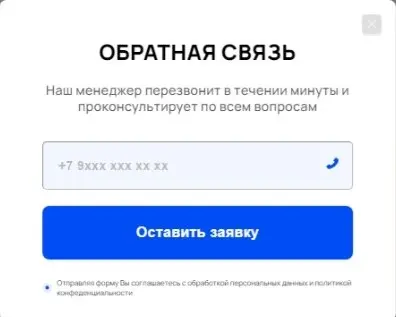 ОБРАТНАЯ СВЯЗЬ
Наш менеджер перезвонит в течении минуты и
проконсультирует по всем вопросам
+7 9xxx xxx xx xx
Оставить заявку
Отправляя форму Вы соглашаетесь с обработкой персональных данных и политикой
конфеденциальности